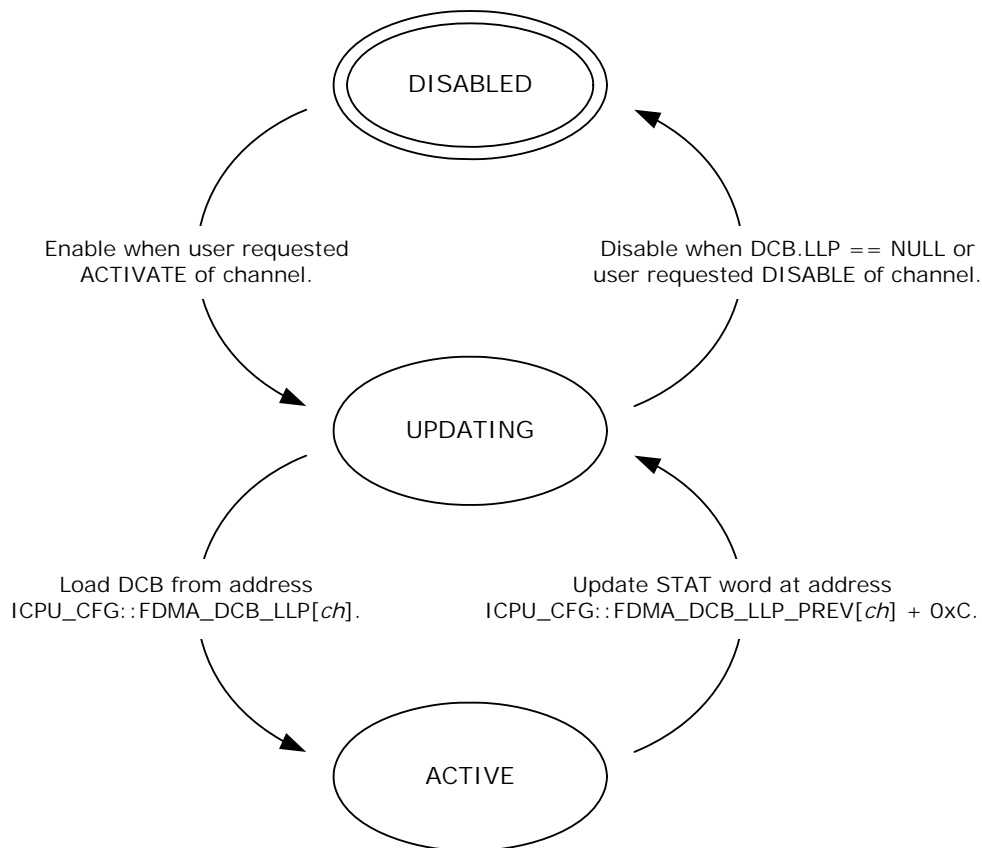 DISABLED
Enable when user requested
ACTIVATE of channel.
Disable when DCB.LLP == NULL or
user requested DISABLE of channel.
UPDATING
Load DCB from address
ICPU_CFG::FDMA_DCB_LLP[ch].
Update STAT word at address
ICPU_CFG::FDMA_DCB_LLP_PREV[ch] + 0xC.
ACTIVE